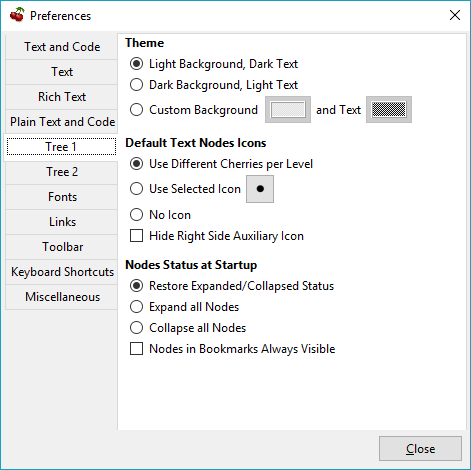 Preferences
Text and Code
Text
Rich Text
Plain Text and Code
Tree 1
Tree 2
Fonts
Links
Toolbar
Keyboard Shortcuts
Miscellaneous
Theme
Light Background, Dark Text
Dark Background, Light Text
Custom Background and Text
Default Text Nodes Icons
Use Different Cherries per Level
Use Selected Icon
No Icon
Hide Right Side Auxiliary Icon
Nodes Status at Startup
Restore Expanded/Collapsed Status
Expand all Nodes
Collapse all Nodes
Nodes in Bookmarks Always Visible
Close